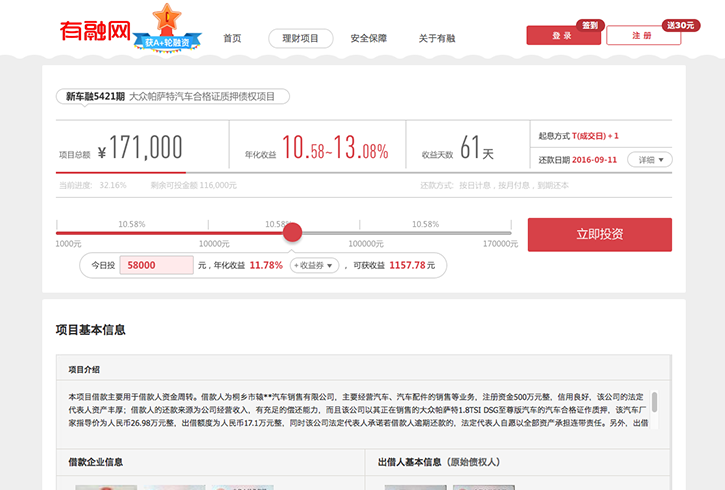 有融网
获A+轮融资
首页 理财项目 安全保障 关于有融
登 录 签到 注 册 送30元
新车融5421期 大众帕萨特汽车合格证质押债权项目
项目总额 ¥171,000 年化收益 10.58~13.08% 收益天数 61天
起息方式 T(成交日)+1
还款日期 2016-09-11 详细▼
当前进度: 32.16% 剩余可投金额 116,000元 还款方式: 按日计息，按月付息，到期还本
10.58% 10.58% 10.58%
1000元 10000元 100000元 170000元
立即投资
今日投 58000 元，年化收益 11.78% +收益券▼ ，可获收益 1157.78元
项目基本信息
项目介绍
本项目借款主要用于借款人资金周转。借款人为桐乡市辕**汽车销售有限公司，主要经营汽车、汽车配件的销售等业务，注册资金500万元整，信用良好，该公司的法定
代表人资产丰厚；借款人的还款来源为公司经营收入，有充足的偿还能力，而且该公司以其正在销售的大众帕萨特1.8TSI DSG至尊版汽车的汽车合格证作质押，该汽车厂
家指导价为人民币26.98万元整，出借额度为人民币17.1万元整，同时该公司法定代表人承诺若借款人逾期还款的，法定代表人自愿以全部资产承担连带责任。另外，出借
借款企业信息 出借人基本信息（原始债权人）